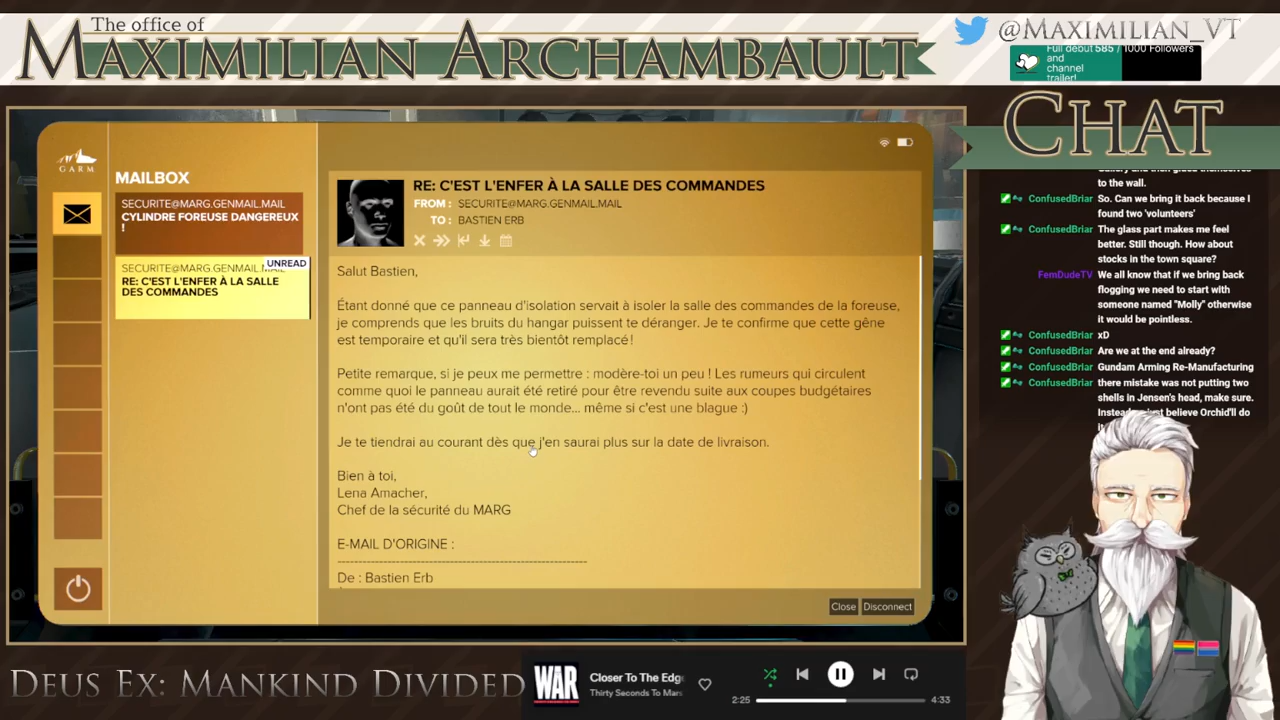 The office of
MAXIMILIAN ARCHAMBAULT
@MAXIMILIAN_VT
Full debut 585 / 1000 Followers
and
channel
trailer!
CHAT
GARM
MAILBOX
SECURITE@MARG.GENMAIL.MAIL
CYLINDRE FOREUSE DANGEREUX
!
UNREAD
SECURITE@MARG.GENMAIL.MAIL
RE: C'EST L'ENFER À LA SALLE
DES COMMANDES
RE: C'EST L'ENFER À LA SALLE DES COMMANDES
FROM : SECURITE@MARG.GENMAIL.MAIL
TO : BASTIEN ERB
Salut Bastien,
Étant donné que ce panneau d'isolation servait à isoler la salle des commandes de la foreuse,
je comprends que les bruits du hangar puissent te déranger. Je te confirme que cette gêne
est temporaire et qu'il sera très bientôt remplacé!
Petite remarque, si je peux me permettre : modère-toi un peu ! Les rumeurs qui circulent
comme quoi le panneau aurait été retiré pour être revendu suite aux coupes budgétaires
n'ont pas été du goût de tout le monde... même si c'est une blague :)
Je te tiendrai au courant dès que j'en saurai plus sur la date de livraison.
Bien à toi,
Lena Amacher,
Chef de la sécurité du MARG
E-MAIL D'ORIGINE :
De : Bastien Erb
Close Disconnect
to the wall.
ConfusedBriar So. Can we bring it back because I
found two 'volunteers'
ConfusedBriar The glass part makes me feel
better. Still though. How about
stocks in the town square?
FemDudeTV We all know that if we bring back
flogging we need to start with
someone named "Molly" otherwise
it would be pointless.
ConfusedBriar xD
ConfusedBriar Are we at the end already?
ConfusedBriar Gundam Arming Re-Manufacturing
ConfusedBriar there mistake was not putting two
shells in Jensen's head, make sure.
Instead just believe Orchid'll do
DEUS EX: MANKIND DIVIDED
WAR
Closer To The Edge
Thirty Seconds To Mars
2:25
4:33